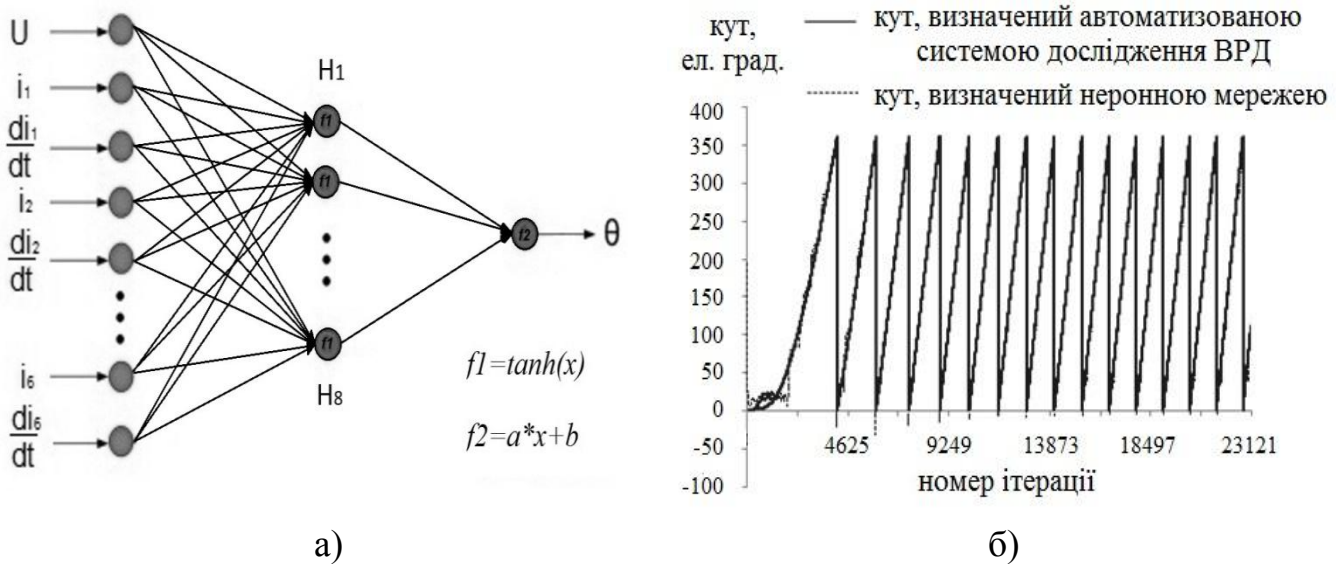 U
i₁
di₁
dt
i₂
di₂
dt
i₆
di₆
dt
H₁
f1
f1
f1
H₈
f2
θ
f1=tanh(x)
f2=a*x+b
а)
кут,
ел. град.
кут, визначений автоматизованою
системою дослідження ВРД
кут, визначений неронною мережею
400
350
300
250
200
150
100
50
0
-50
-100
4625 9249 13873 18497 23121
номер ітерації
б)